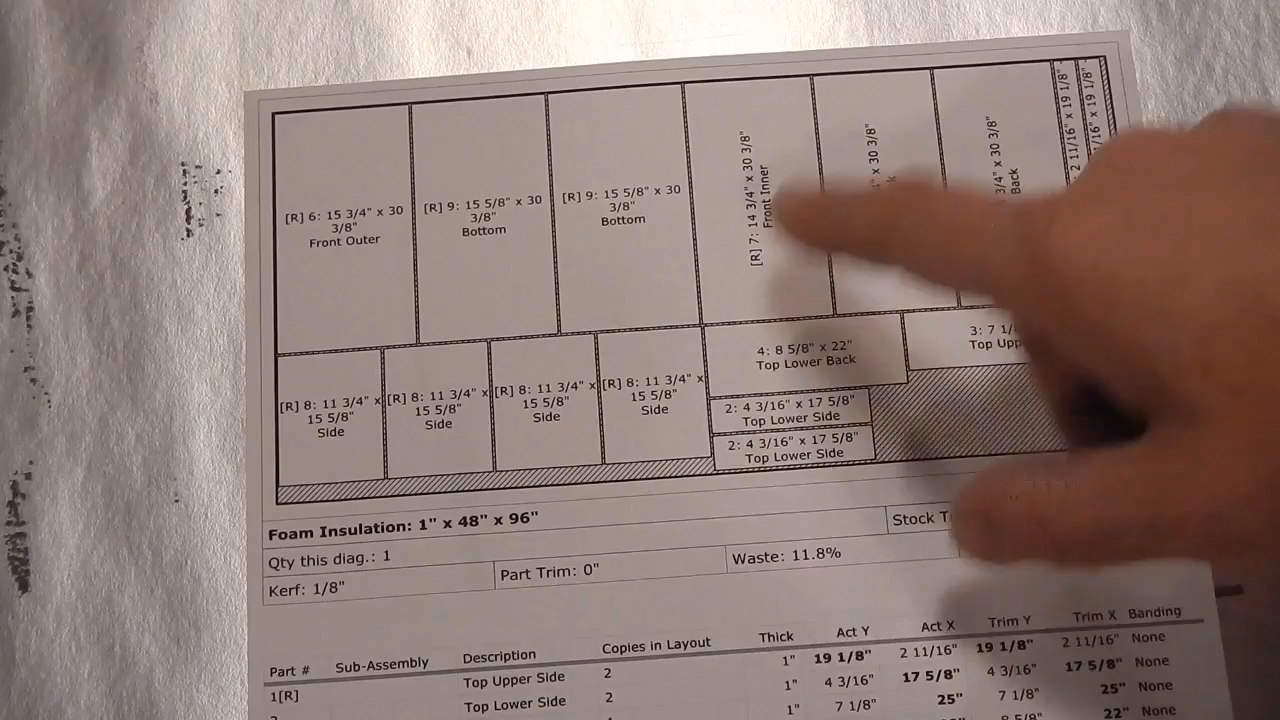 [R] 6: 15 3/4" x 30
3/8"
Front Outer
[R] 9: 15 5/8" x 30
3/8"
Bottom
[R] 9: 15 5/8" x 30
3/8"
Bottom
[R] 7: 14 3/4" x 30 3/8"
Front Inner
" x 30 3/8"
3/4" x 30 3/8"
Back
2 11/16" x 19 1/8"
/16" x 19 1/8"
[R] 8: 11 3/4" x
15 5/8"
Side
[R] 8: 11 3/4" x
15 5/8"
Side
[R] 8: 11 3/4" x
15 5/8"
Side
[R] 8: 11 3/4" x
15 5/8"
Side
4: 8 5/8" x 22"
Top Lower Back
3: 7 1/
Top Upp
2: 4 3/16" x 17 5/8"
Top Lower Side
2: 4 3/16" x 17 5/8"
Top Lower Side
Foam Insulation: 1" x 48" x 96"
Qty this diag.: 1
Stock T
Kerf: 1/8"
Part Trim: 0"
Waste: 11.8%
Part # Sub-Assembly Description Copies in Layout Thick Act Y Act X Trim Y Trim X Banding
1[R] Top Upper Side 2 1" 19 1/8" 2 11/16" 19 1/8" 2 11/16" None
2 Top Lower Side 2 1" 4 3/16" 17 5/8" 4 3/16" 17 5/8" None
1" 7 1/8" 25" 7 1/8" 25" None
8 5/8" 22" None